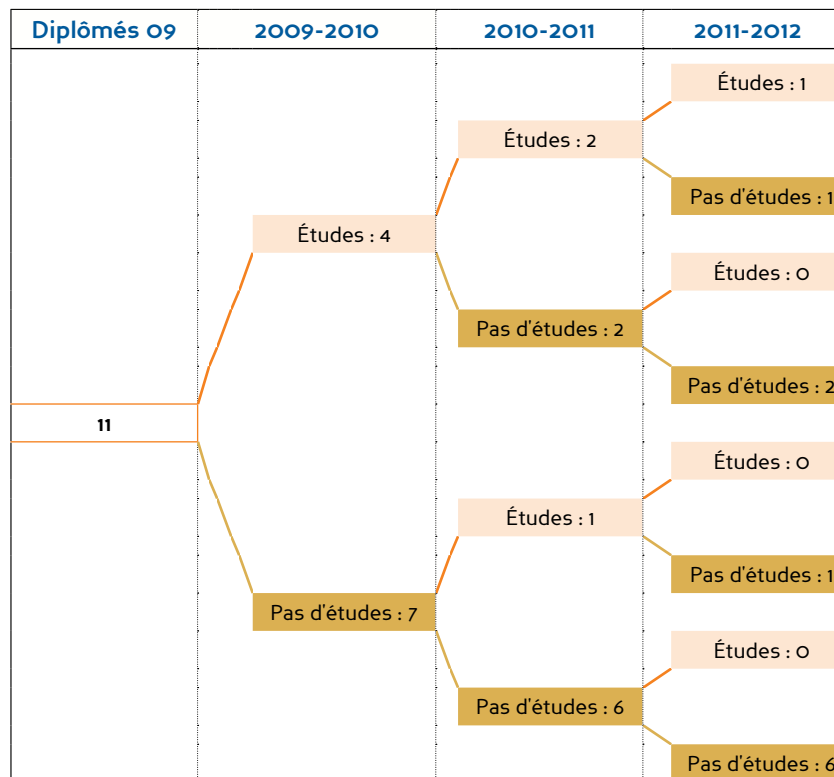 Diplômés 09 2009-2010 2010-2011 2011-2012
Études : 1
Études : 2
Pas d'études : 1
Études : 4
Études : 0
Pas d'études : 2
Pas d'études : 2
11
Études : 0
Études : 1
Pas d'études : 1
Pas d'études : 7
Études : 0
Pas d'études : 6
Pas d'études : 6